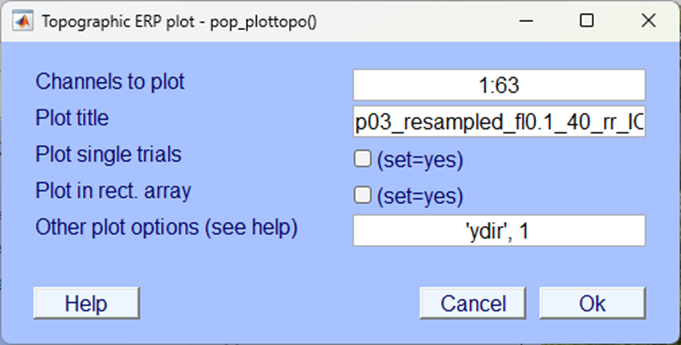 Topographic ERP plot - pop_plottopo()
Channels to plot 1:63
Plot title p03_resampled_fl0.1_40_rr_IC
Plot single trials (set=yes)
Plot in rect. array (set=yes)
Other plot options (see help) 'ydir', 1
Help Cancel Ok